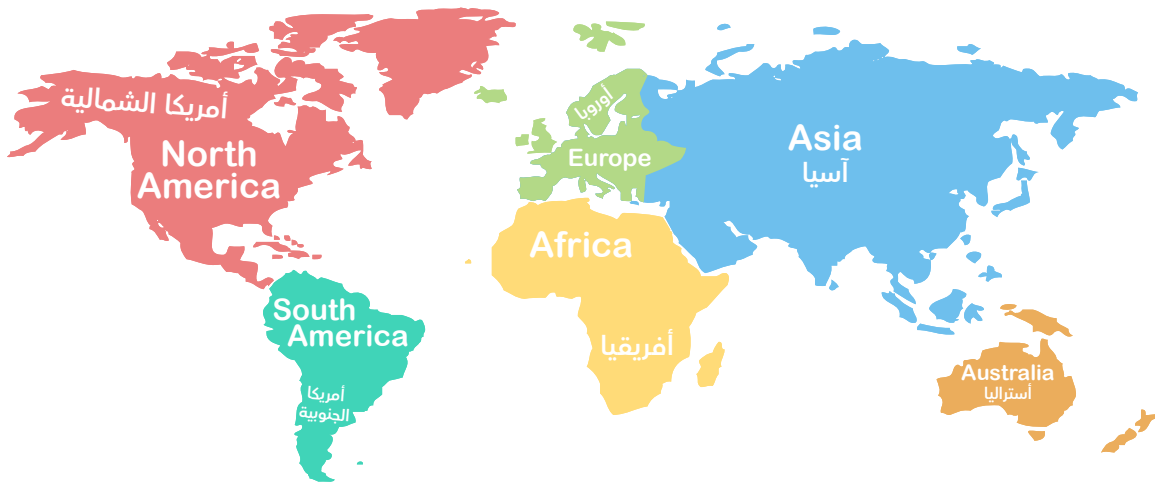 أمريكا الشمالية
North
America
أوروبا
Europe
Asia
آسيا
Africa
أفريقيا
South
America
أمريكا
الجنوبية
Australia
أستراليا